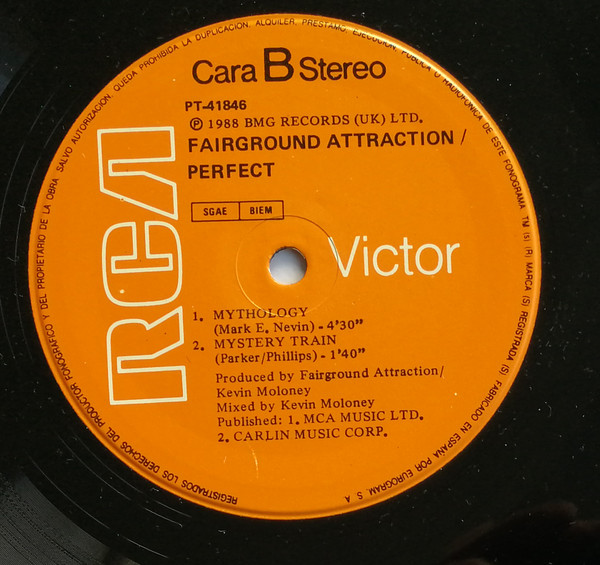 REGISTRADOS LOS DERECHOS DEL PRODUCTOR FONOGRAFICO Y DEL PROPIETARIO DE LA OBRA. SALVO AUTORIZACION, QUEDA PROHIBIDA LA DUPLICACION, ALQUILER, PRESTAMO, EJECUCION, PUBLICA O RADIOFONICA DE ESTE FONOGRAMA. TM (s) (R) MARCA (S) REGISTRADA (S) FABRICADO EN ESPAÑA POR EUROGRAM, S. A
Cara B Stereo
PT-41846
Ⓟ 1988 BMG RECORDS (UK) LTD.
FAIRGROUND ATTRACTION /
PERFECT
SGAE BIEM
RCA
Victor
1. MYTHOLOGY
(Mark E. Nevin) - 4'30"
2. MYSTERY TRAIN
(Parker/Phillips) - 1'40"
Produced by Fairground Attraction/
Kevin Moloney
Mixed by Kevin Moloney
Published: 1. MCA MUSIC LTD.
2. CARLIN MUSIC CORP.